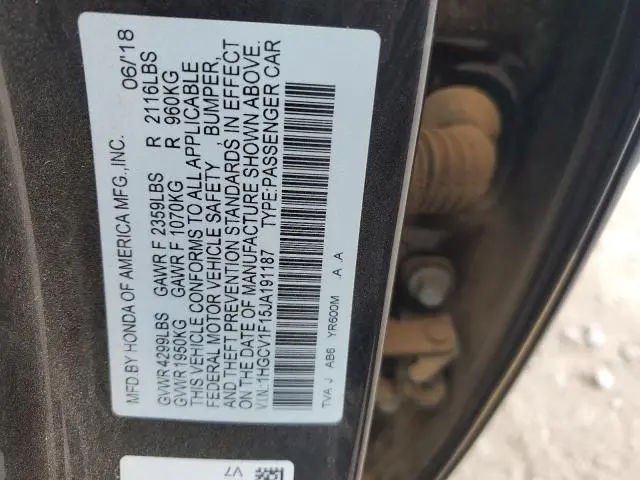 MFD.BY HONDA OF AMERICA MFG.,INC. 06/'18
GVWR 4299LBS GAWR F 2359LBS R 2116LBS
GVWR 1950KG GAWR F 1070KG R 960KG
THIS VEHICLE CONFORMS TO ALL APPLICABLE
FEDERAL MOTOR VEHICLE SAFETY, BUMPER,
AND THEFT PREVENTION STANDARDS IN EFFECT
ON THE DATE OF MANUFACTURE SHOWN ABOVE.
V.I.N.:1HGCV1F15JA191187 TYPE:PASSENGER CAR
TVA J AB6 YR600M .A .A
V7